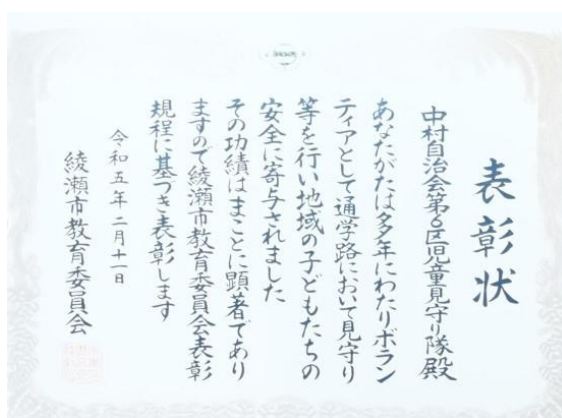 表彰状
中村自治会第6区児童見守り隊殿
あなたがたは多年にわたりボラン
ティアとして通学路において見守り
等を行い地域の子どもたちの
安全に寄与されました
その功績はまことに顕著であり
ますので綾瀬市教育委員会表彰
規程に基づき表彰します
令和五年二月十一日
綾瀬市教育委員会